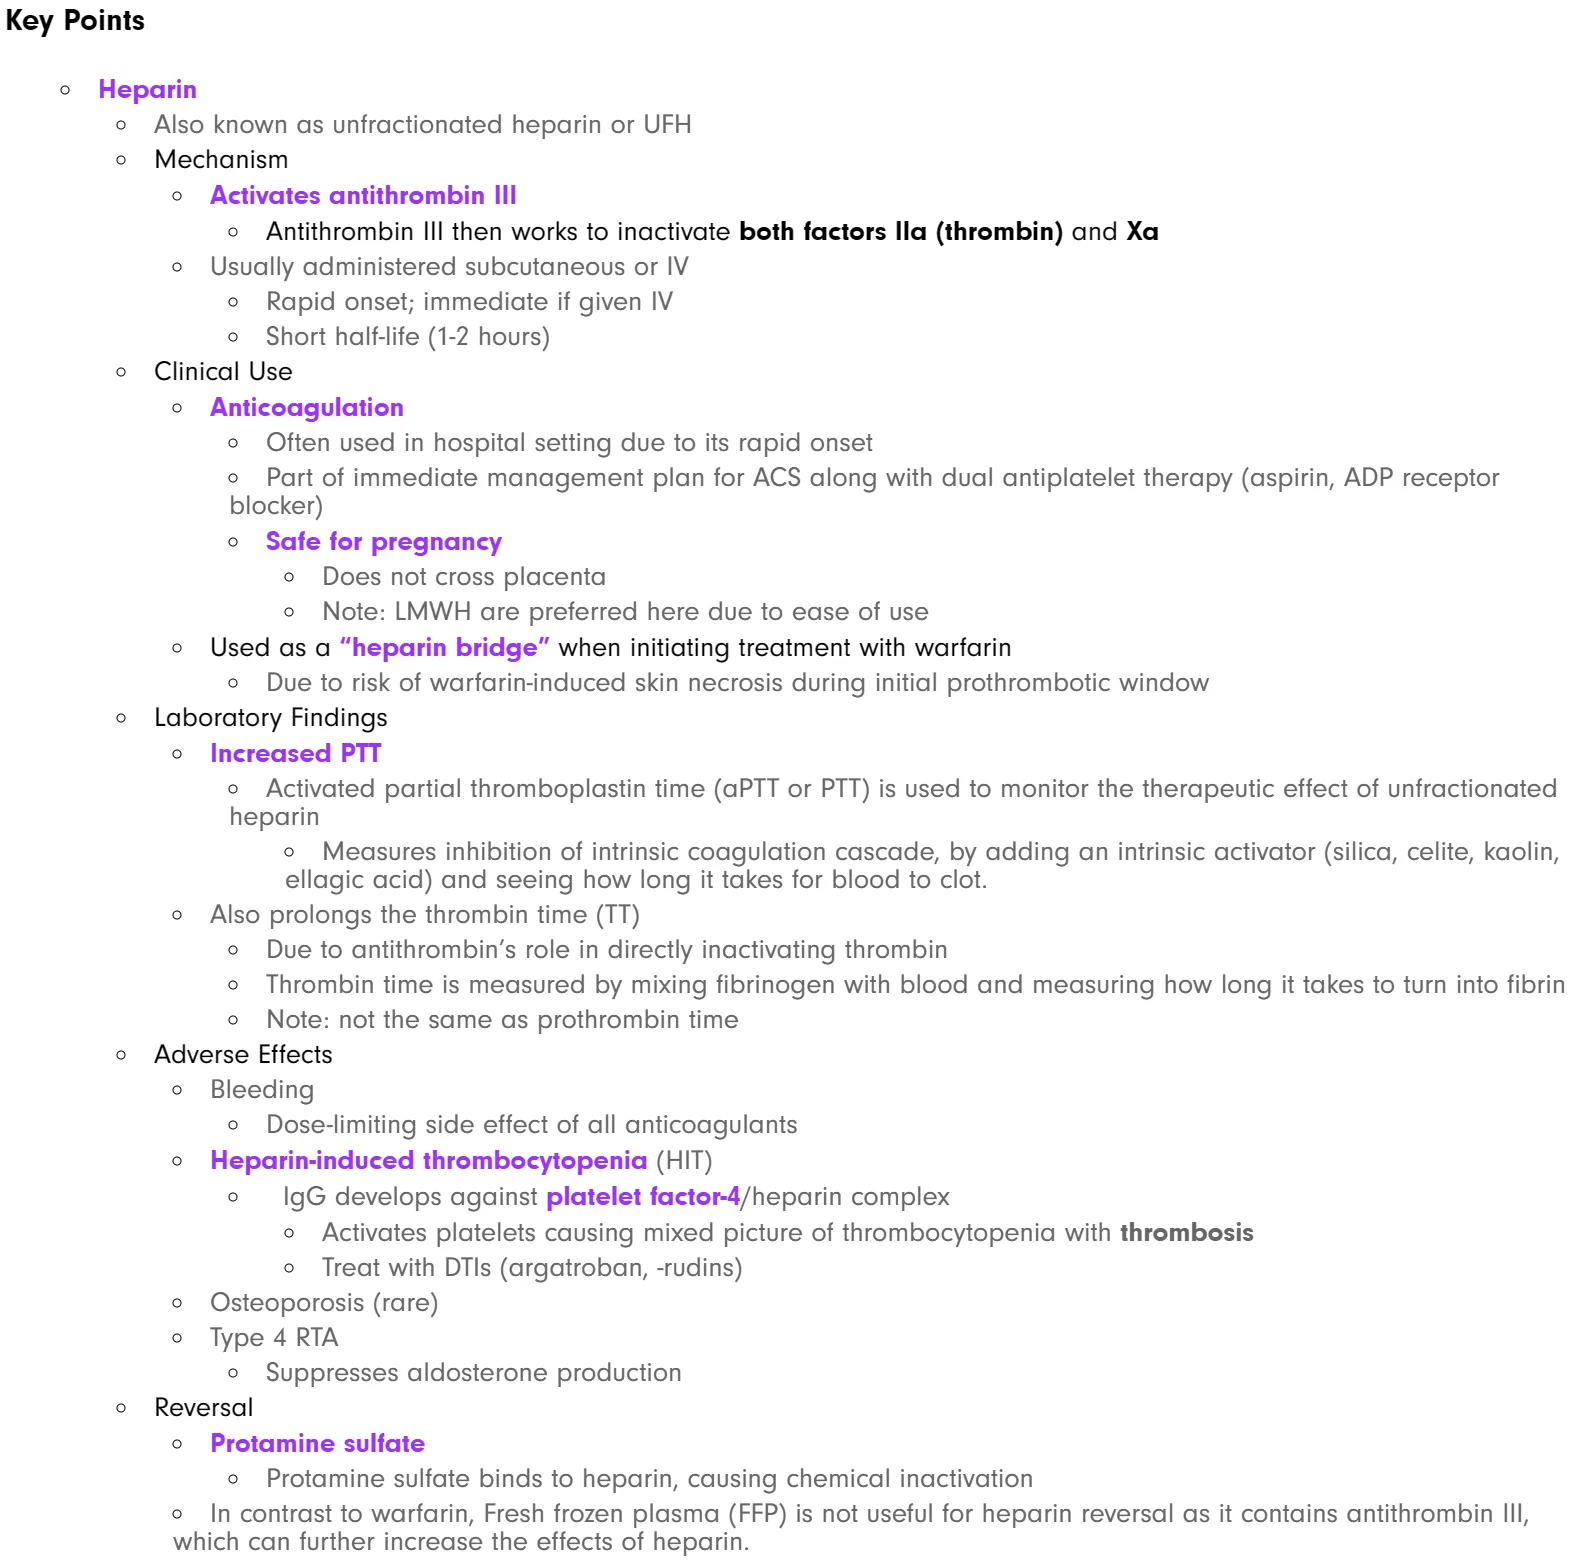 Key Points
Heparin
Also known as unfractionated heparin or UFH
Mechanism
Activates antithrombin III
Antithrombin III then works to inactivate both factors IIa (thrombin) and Xa
Usually administered subcutaneous or IV
Rapid onset; immediate if given IV
Short half-life (1-2 hours)
Clinical Use
Anticoagulation
Often used in hospital setting due to its rapid onset
Part of immediate management plan for ACS along with dual antiplatelet therapy (aspirin, ADP receptor
blocker)
Safe for pregnancy
Does not cross placenta
Note: LMWH are preferred here due to ease of use
Used as a “heparin bridge” when initiating treatment with warfarin
Due to risk of warfarin-induced skin necrosis during initial prothrombotic window
Laboratory Findings
Increased PTT
Activated partial thromboplastin time (aPTT or PTT) is used to monitor the therapeutic effect of unfractionated
heparin
Measures inhibition of intrinsic coagulation cascade, by adding an intrinsic activator (silica, celite, kaolin,
ellagic acid) and seeing how long it takes for blood to clot.
Also prolongs the thrombin time (TT)
Due to antithrombin’s role in directly inactivating thrombin
Thrombin time is measured by mixing fibrinogen with blood and measuring how long it takes to turn into fibrin
Note: not the same as prothrombin time
Adverse Effects
Bleeding
Dose-limiting side effect of all anticoagulants
Heparin-induced thrombocytopenia (HIT)
IgG develops against platelet factor-4/heparin complex
Activates platelets causing mixed picture of thrombocytopenia with thrombosis
Treat with DTIs (argatroban, -rudins)
Osteoporosis (rare)
Type 4 RTA
Suppresses aldosterone production
Reversal
Protamine sulfate
Protamine sulfate binds to heparin, causing chemical inactivation
In contrast to warfarin, Fresh frozen plasma (FFP) is not useful for heparin reversal as it contains antithrombin III,
which can further increase the effects of heparin.